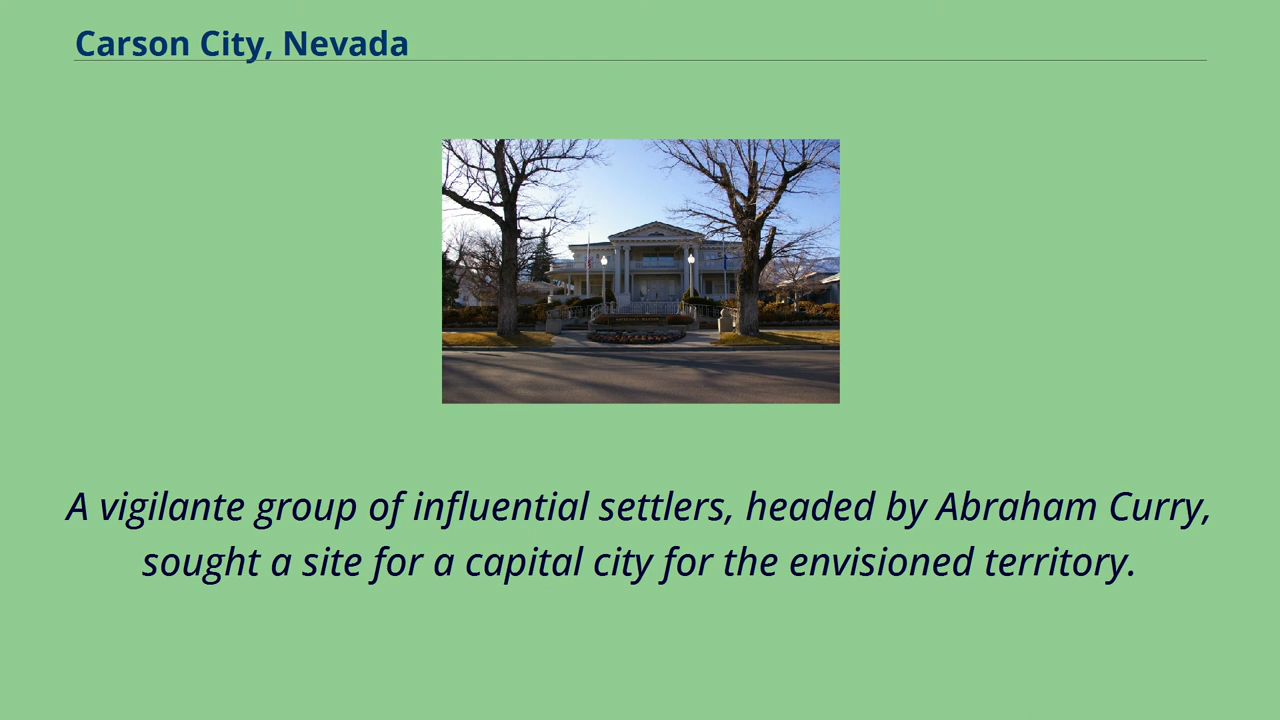 Carson City, Nevada
A vigilante group of influential settlers, headed by Abraham Curry,
sought a site for a capital city for the envisioned territory.